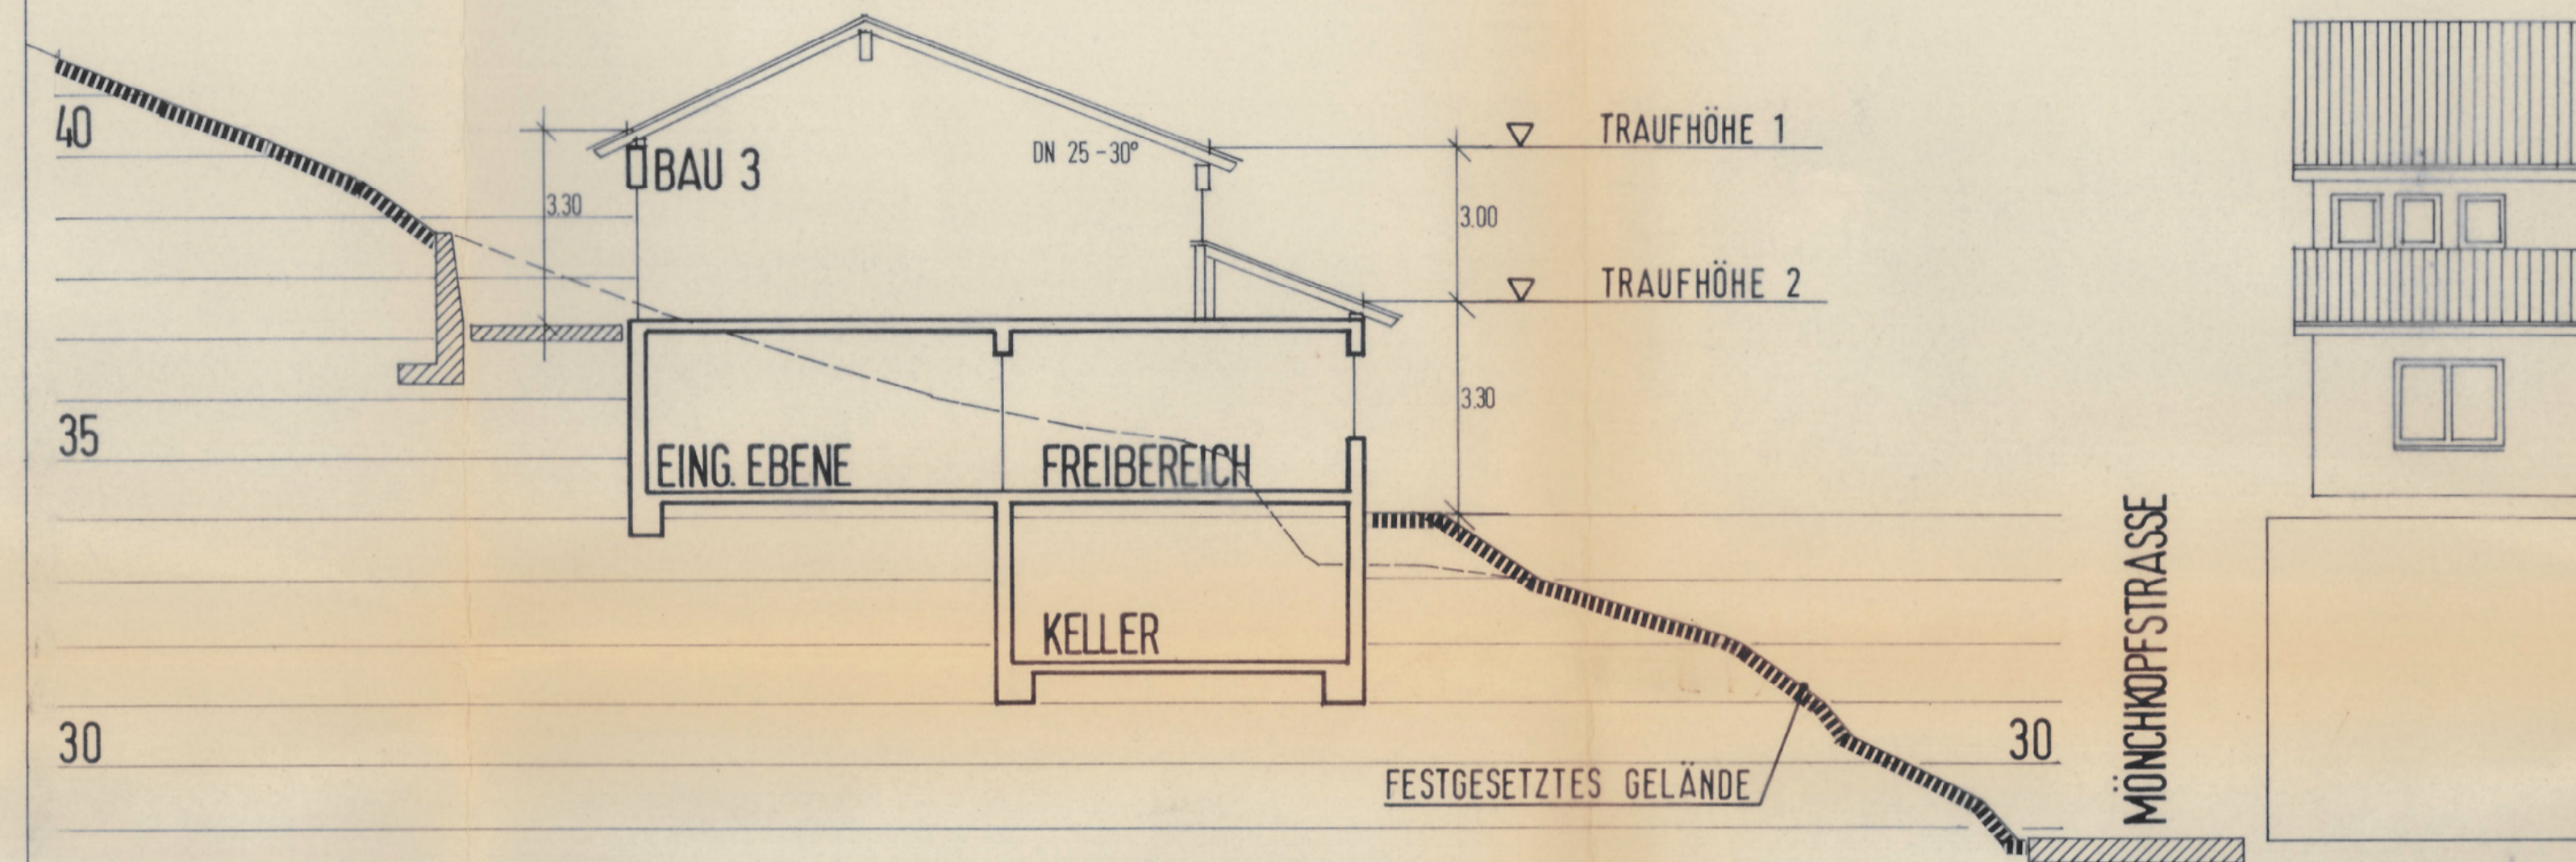 40
BAU 3
DN 25 - 30°
TRAUFHÖHE 1
3.30
3.00
TRAUFHÖHE 2
3.30
35
EING. EBENE
FREIBEREICH
KELLER
30
30
FESTGESETZTES GELÄNDE
MÖNCHKOPFSTRASSE